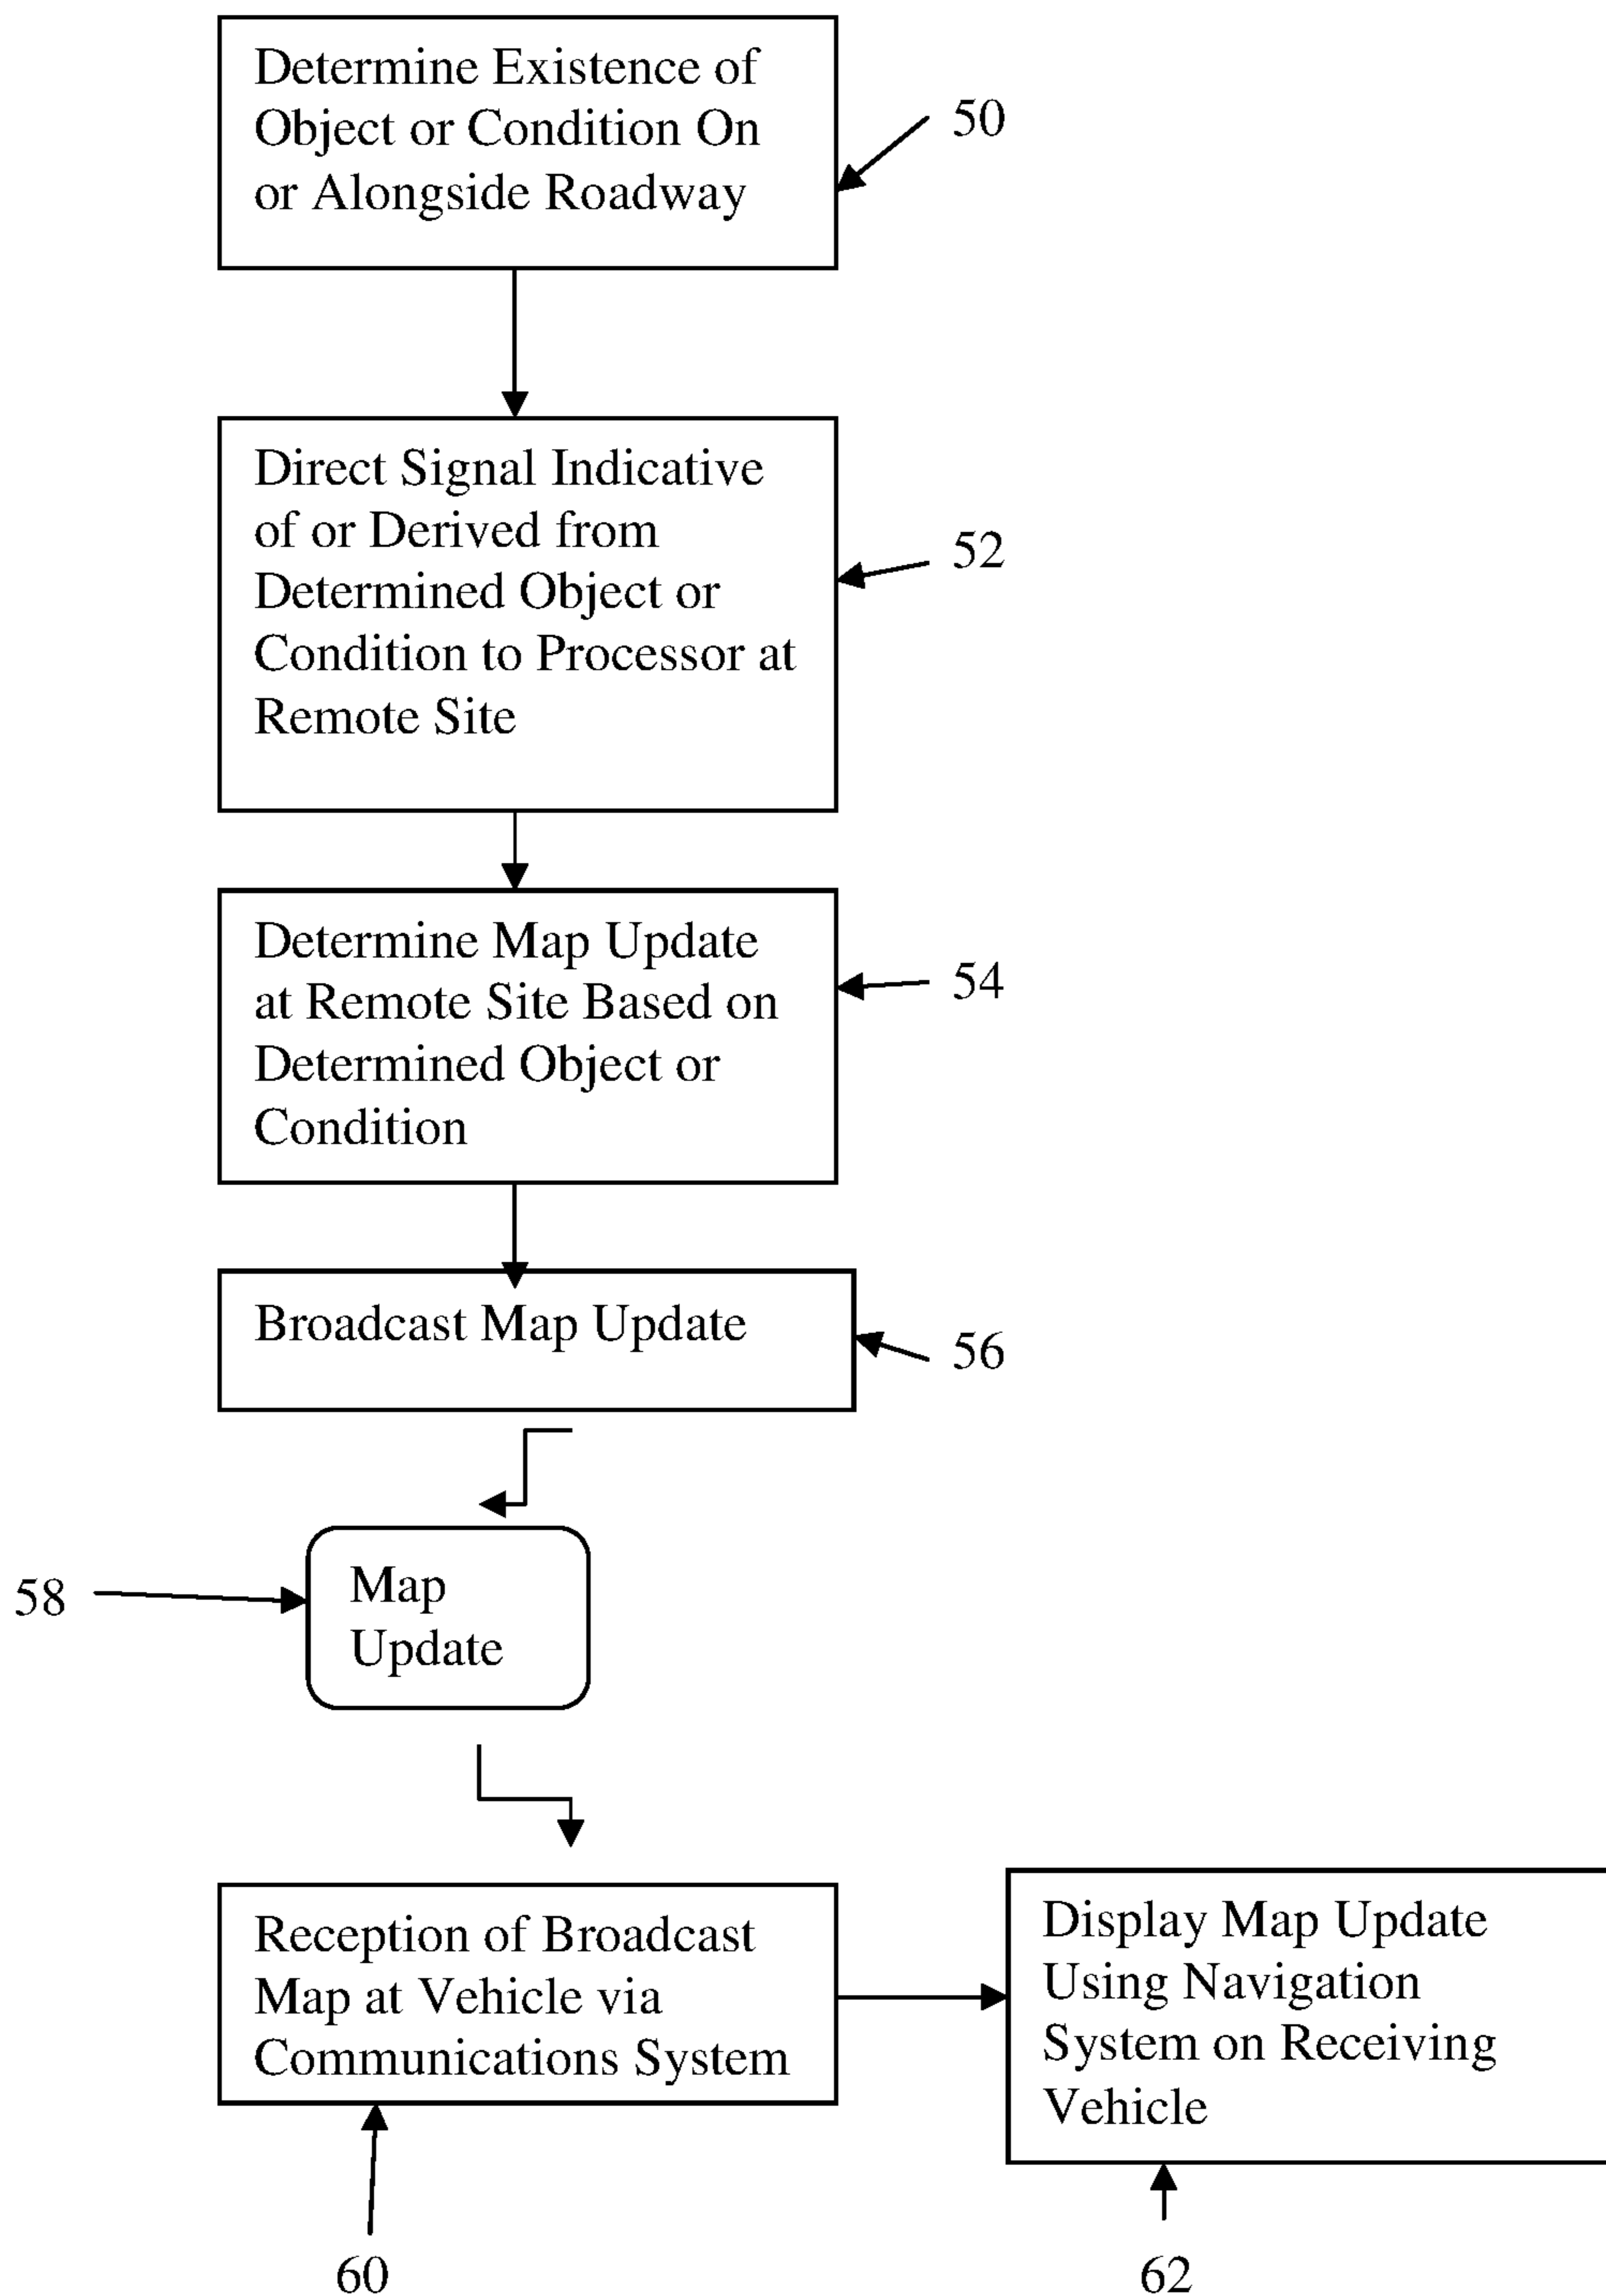 Determine Existence of
Object or Condition On
or Alongside Roadway
50
Direct Signal Indicative
of or Derived from
Determined Object or
Condition to Processor at
Remote Site
52
Determine Map Update
at Remote Site Based on
Determined Object or
Condition
54
Broadcast Map Update
56
58
Map
Update
Reception of Broadcast
Map at Vehicle via
Communications System
60
Display Map Update
Using Navigation
System on Receiving
Vehicle
62